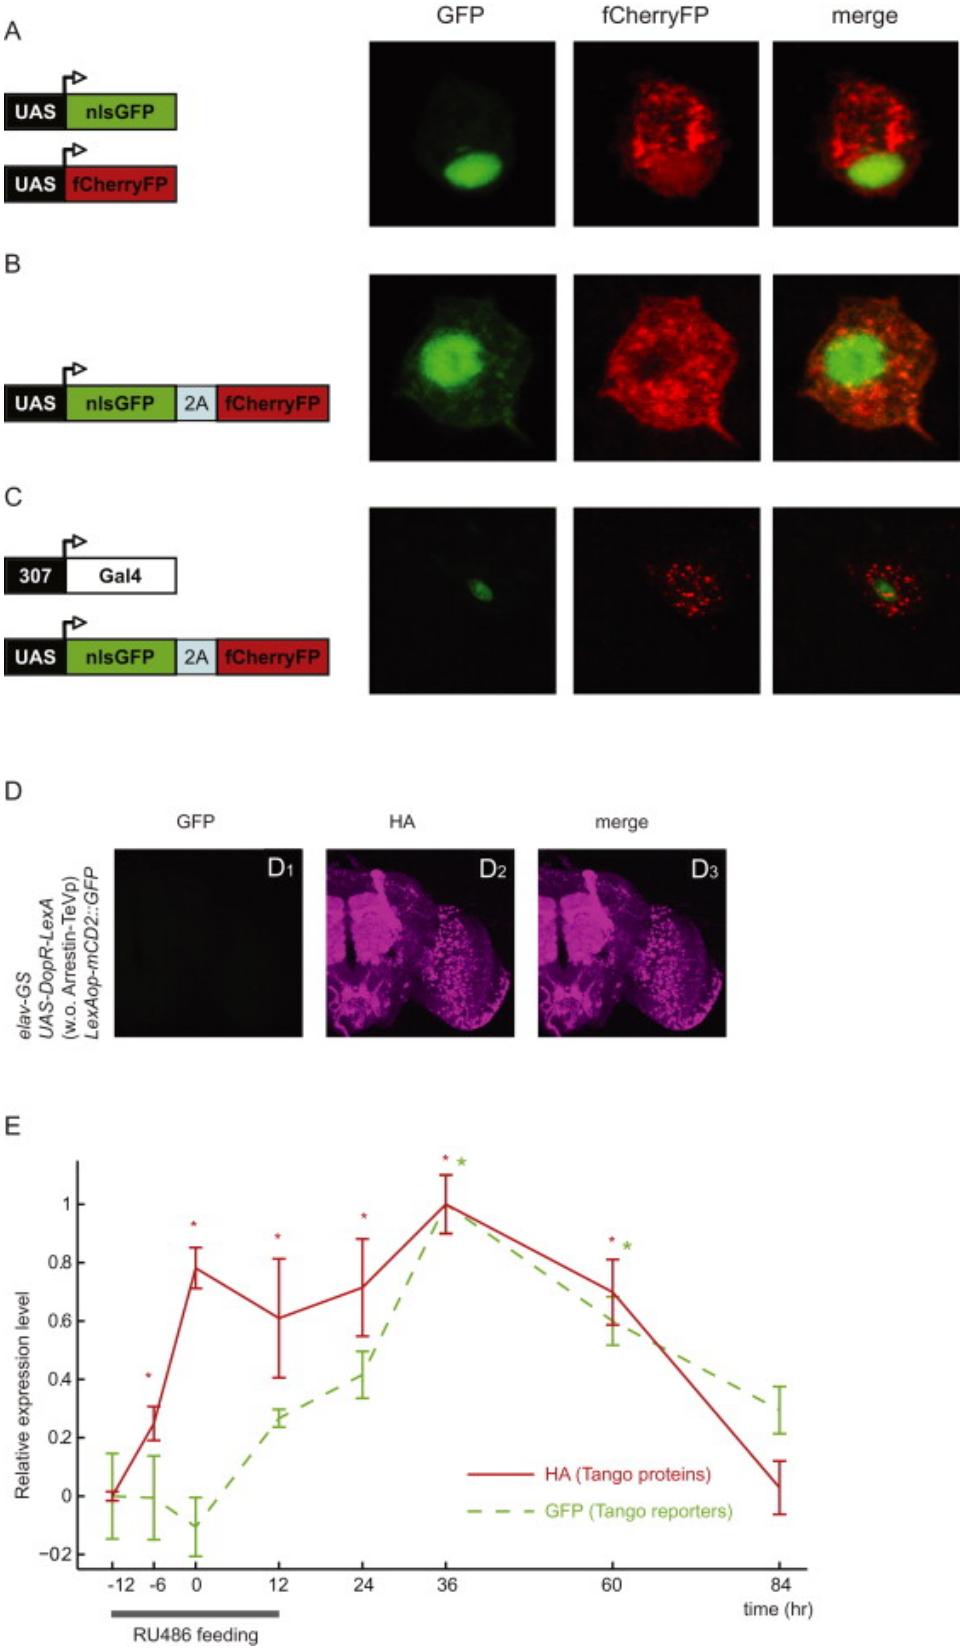 GFP fCherryFP merge
A
UAS nlsGFP
UAS fCherryFP
B
UAS nlsGFP 2A fCherryFP
C
307 Gal4
UAS nlsGFP 2A fCherryFP
D
GFP HA merge
elav-GS
UAS-DopR-LexA
(w.o. Arrestin-TeVp)
LexAop-mCD2::GFP
D1 D2 D3
E
Relative expression level
* * * * * * * *
1
0.8
0.6
0.4
0.2
0
−02
HA (Tango proteins)
GFP (Tango reporters)
-12 -6 0 12 24 36 60 84
time (hr)
RU486 feeding